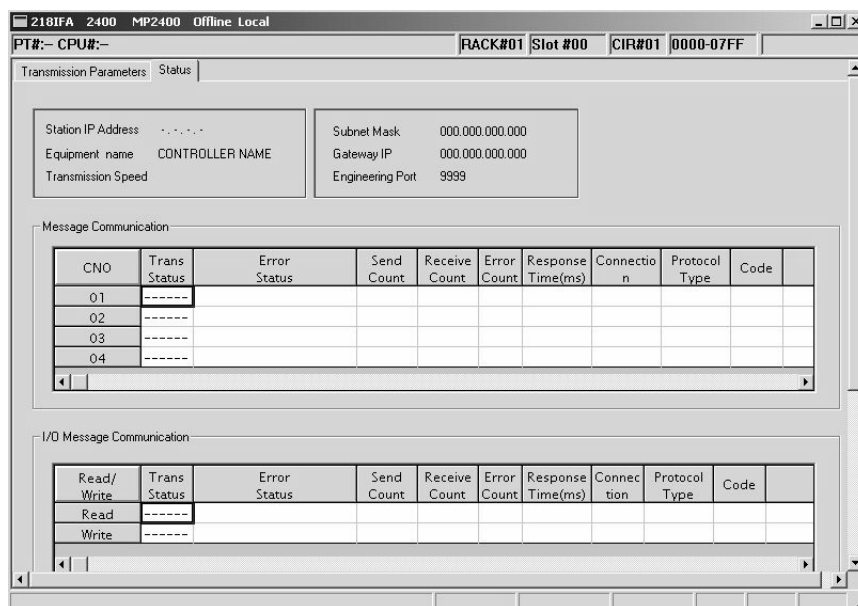 218IFA 2400 MP2400 Offline Local
PT#:– CPU#:– RACK#01 Slot #00 CIR#01 0000-07FF
Transmission Parameters Status
Station IP Address - . - . - . -
Equipment name CONTROLLER NAME
Transmission Speed
Subnet Mask 000.000.000.000
Gateway IP 000.000.000.000
Engineering Port 9999
Message Communication
CNO Trans Status Error Status Send Count Receive Count Error Count Response Time(ms) Connectio n Protocol Type Code
01 ------
02 ------
03 ------
04 ------
I/O Message Communication
Read/ Write Trans Status Error Status Send Count Receive Count Error Count Response Time(ms) Connec tion Protocol Type Code
Read ------
Write ------